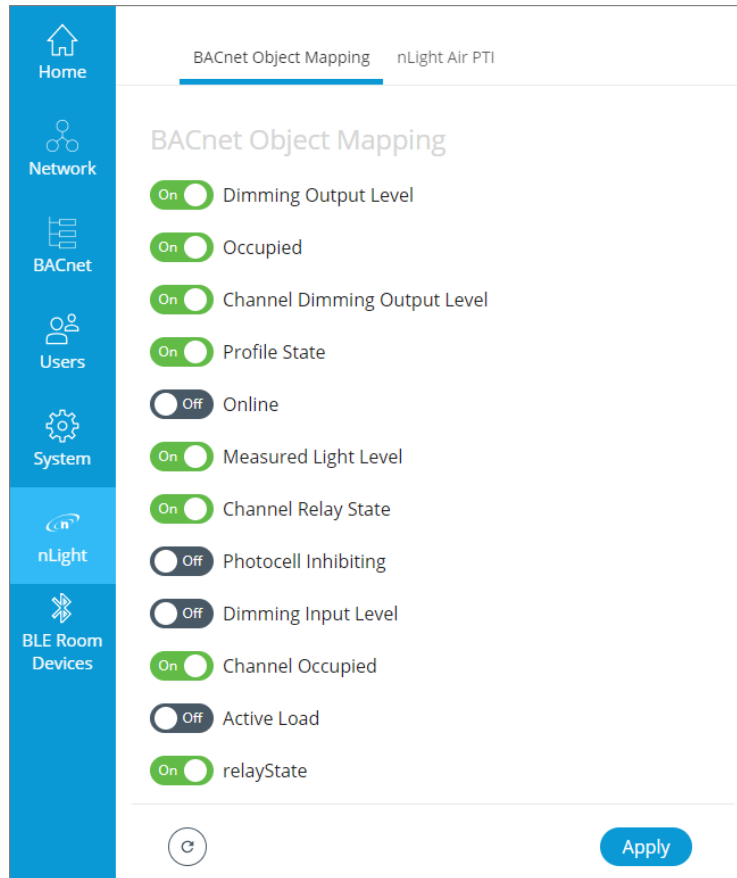 Home
Network
BACnet
Users
System
n
nLight
BLE Room
Devices
BACnet Object Mapping nLight Air PTI
BACnet Object Mapping
On Dimming Output Level
On Occupied
On Channel Dimming Output Level
On Profile State
Off Online
On Measured Light Level
On Channel Relay State
Off Photocell Inhibiting
Off Dimming Input Level
On Channel Occupied
Off Active Load
On relayState
Apply